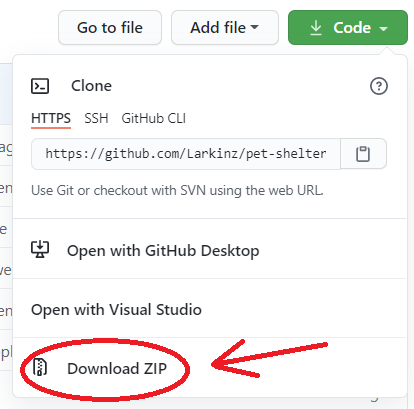 Go to file
Add file
Code
Clone
HTTPS SSH GitHub CLI
https://github.com/Larkinz/pet-shelter
Use Git or checkout with SVN using the web URL.
Open with GitHub Desktop
Open with Visual Studio
Download ZIP